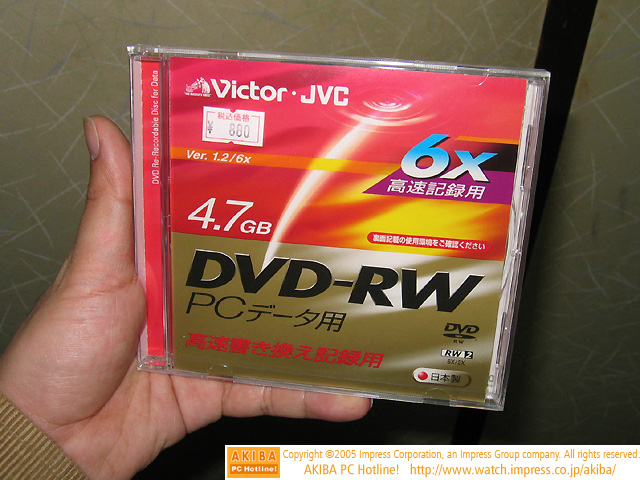 Victor・JVC
税込価格
¥ 880
DVD Re-Recordable Disc for Data
Ver. 1.2/6x
6x
高速記録用
4.7GB
裏面記載の使用環境をご確認ください
DVD-RW
PCデータ用
高速書き換え記録用
DVD
RW
RW 2
6X/2X
日本製
AKIBA
PC Hotline!
Copyright ©2005 Impress Corporation, an Impress Group company. All rights reserved.
AKIBA PC Hotline! http://www.watch.impress.co.jp/akiba/